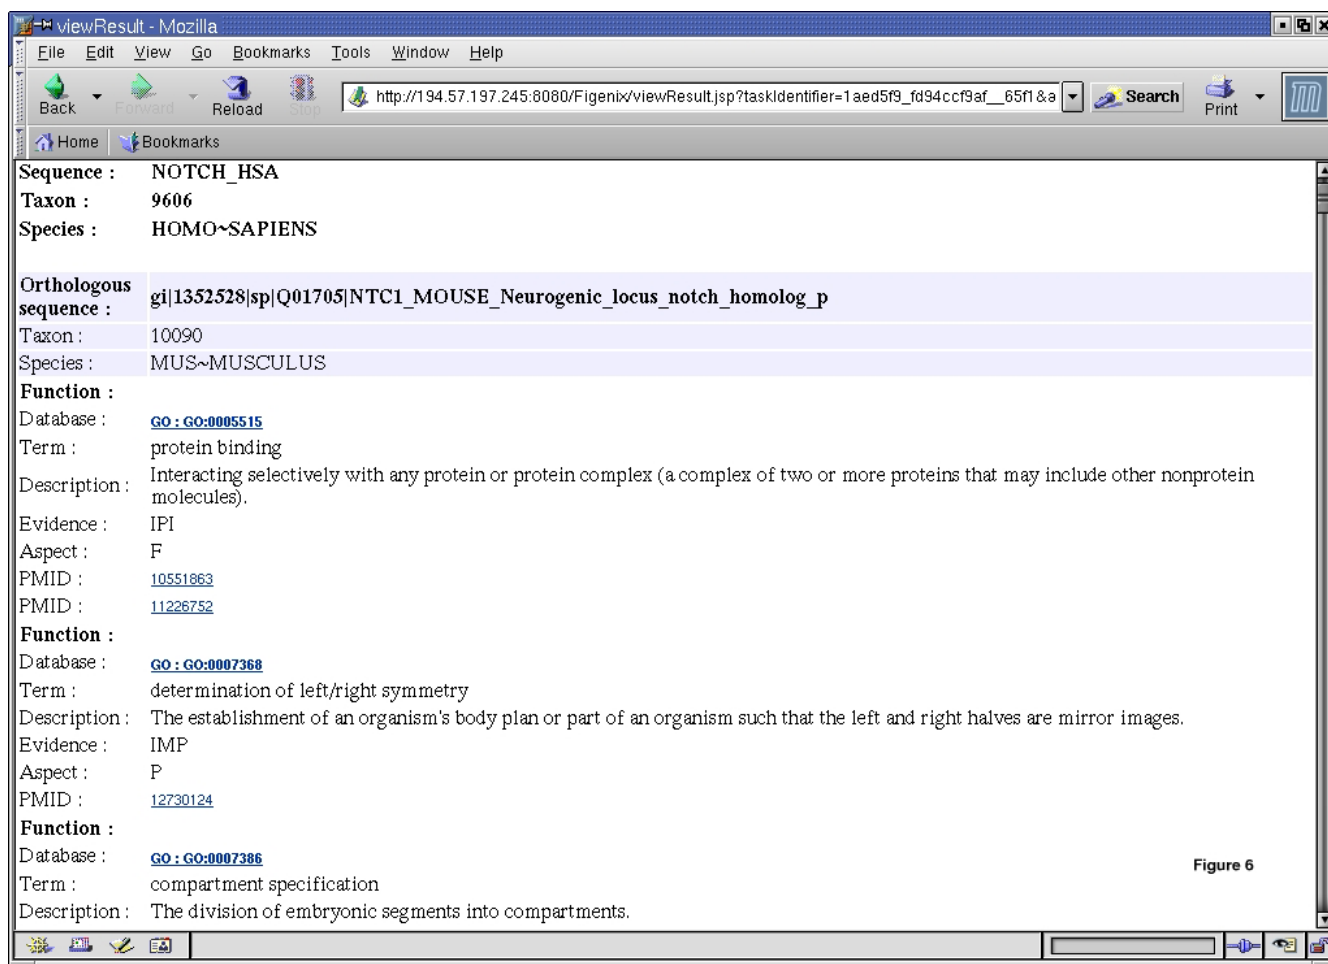 viewResult - Mozilla
File Edit View Go Bookmarks Tools Window Help
Back Forward Reload Stop http://194.57.197.245:8080/Figenix/viewResult.jsp?taskIdentifier=1aed5f9_fd94ccf9af__65f1&a Search Print
Home Bookmarks
Sequence : NOTCH_HSA
Taxon : 9606
Species : HOMO~SAPIENS
Orthologous
sequence : gi|1352528|sp|Q01705|NTC1_MOUSE_Neurogenic_locus_notch_homolog_p
Taxon : 10090
Species : MUS~MUSCULUS
Function :
Database : GO : GO:0005515
Term : protein binding
Description : Interacting selectively with any protein or protein complex (a complex of two or more proteins that may include other nonprotein
molecules).
Evidence : IPI
Aspect : F
PMID : 10551863
PMID : 11226752
Function :
Database : GO : GO:0007368
Term : determination of left/right symmetry
Description : The establishment of an organism's body plan or part of an organism such that the left and right halves are mirror images.
Evidence : IMP
Aspect : P
PMID : 12730124
Function :
Database : GO : GO:0007386
Figure 6
Term : compartment specification
Description : The division of embryonic segments into compartments.